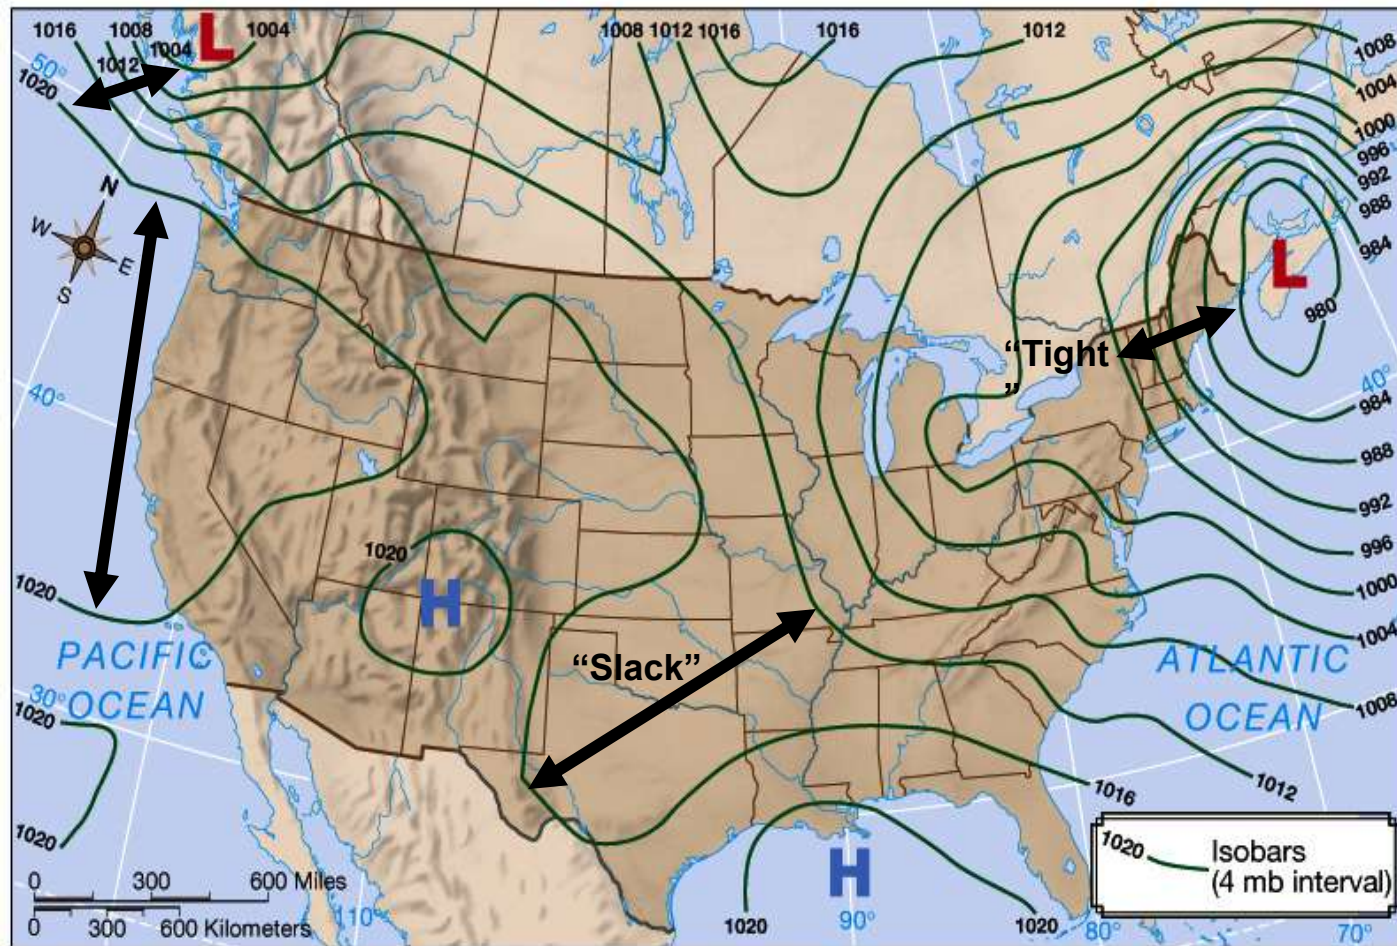 1016
1008
1004
L
1004
1008
1012
1016
1016
1012
1008
1012
50°
1020
1004
1000
996
992
988
984
N
W
E
S
L
980
“Tight
”
40°
40°
984
988
992
1020
H
996
1020
1000
1004
“Slack”
PACIFIC
OCEAN
ATLANTIC
OCEAN
30°
1020
1008
1012
1016
1020
H
1020
Isobars
(4 mb interval)
0 300 600 Miles
0 300 600 Kilometers
110°
1020
90°
1020
80°
70°